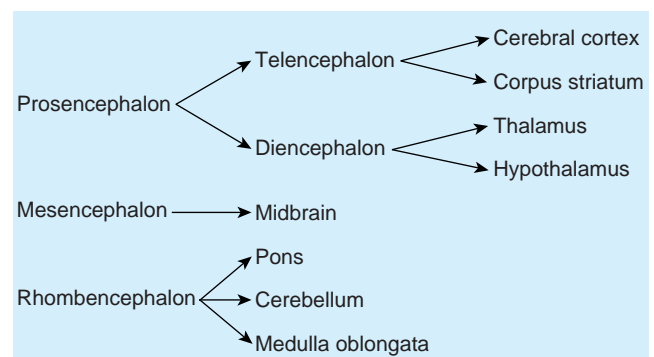 Cerebral cortex
Telencephalon
Corpus striatum
Prosencephalon
Thalamus
Diencephalon
Hypothalamus
Mesencephalon Midbrain
Pons
Rhombencephalon Cerebellum
Medulla oblongata